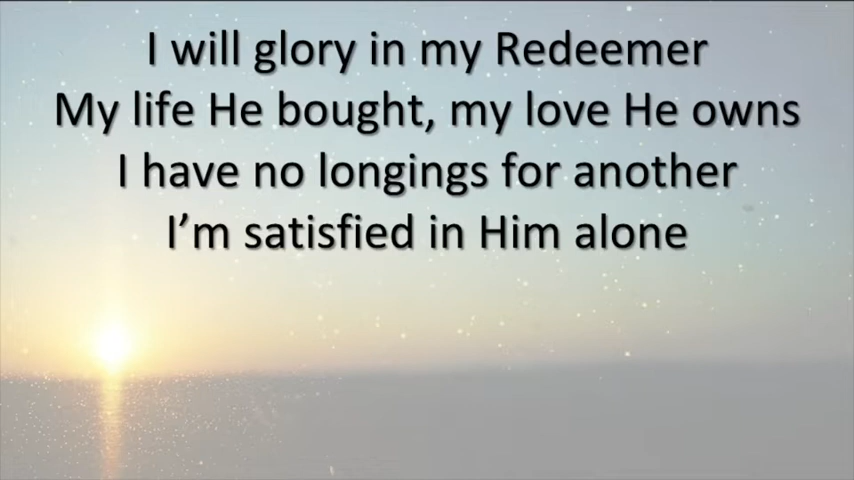 I will glory in my Redeemer
My life He bought, my love He owns
I have no longings for another
I’m satisfied in Him alone